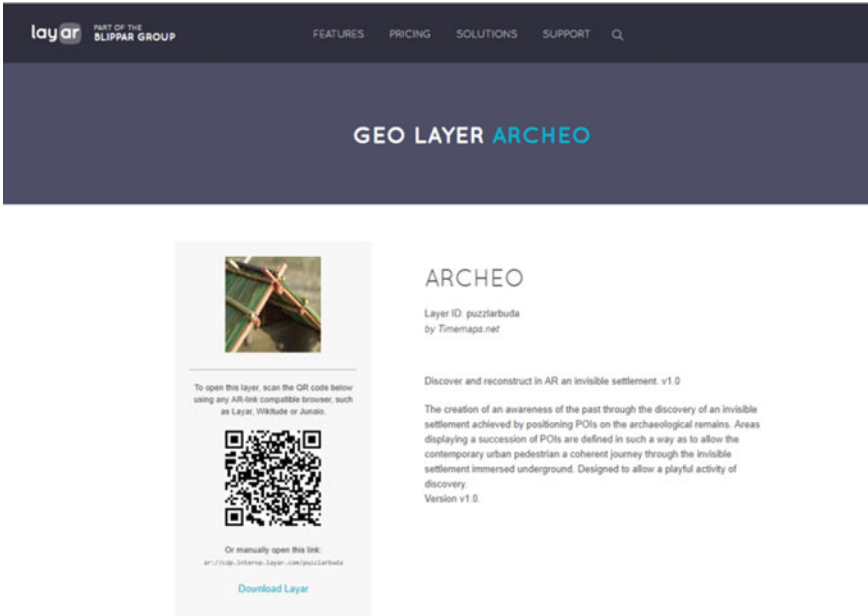 layar PART OF THE
BLIPPAR GROUP
FEATURES PRICING SOLUTIONS SUPPORT
GEO LAYER ARCHEO
To open this layer, scan the QR code below
using any AR-link compatible browser, such
as Layar, Wikitude or Junaio.
Or manually open this link:
ar://cdp.interop.layar.com/puzzlarbuda
Download Layar
ARCHEO
Layer ID: puzzlarbuda
by Timemaps.net
Discover and reconstruct in AR an invisible settlement. v1.0
The creation of an awareness of the past through the discovery of an invisible
settlement achieved by positioning POIs on the archaeological remains. Areas
displaying a succession of POIs are defined in such a way as to allow the
contemporary urban pedestrian a coherent journey through the invisible
settlement immersed underground. Designed to allow a playful activity of
discovery.
Version v1.0.